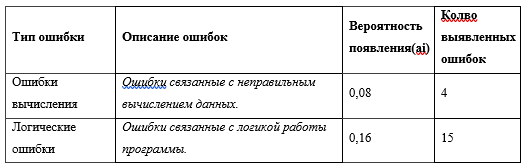 Тип ошибки
Описание ошибок
Вероятность
появления(ai)
Колво
выявленных
ошибок
Ошибки
вычисления
Ошибки связанные с неправильным
вычислением данных.
0,08
4
Логические
ошибки
Ошибки связанные с логикой работы
программы.
0,16
15